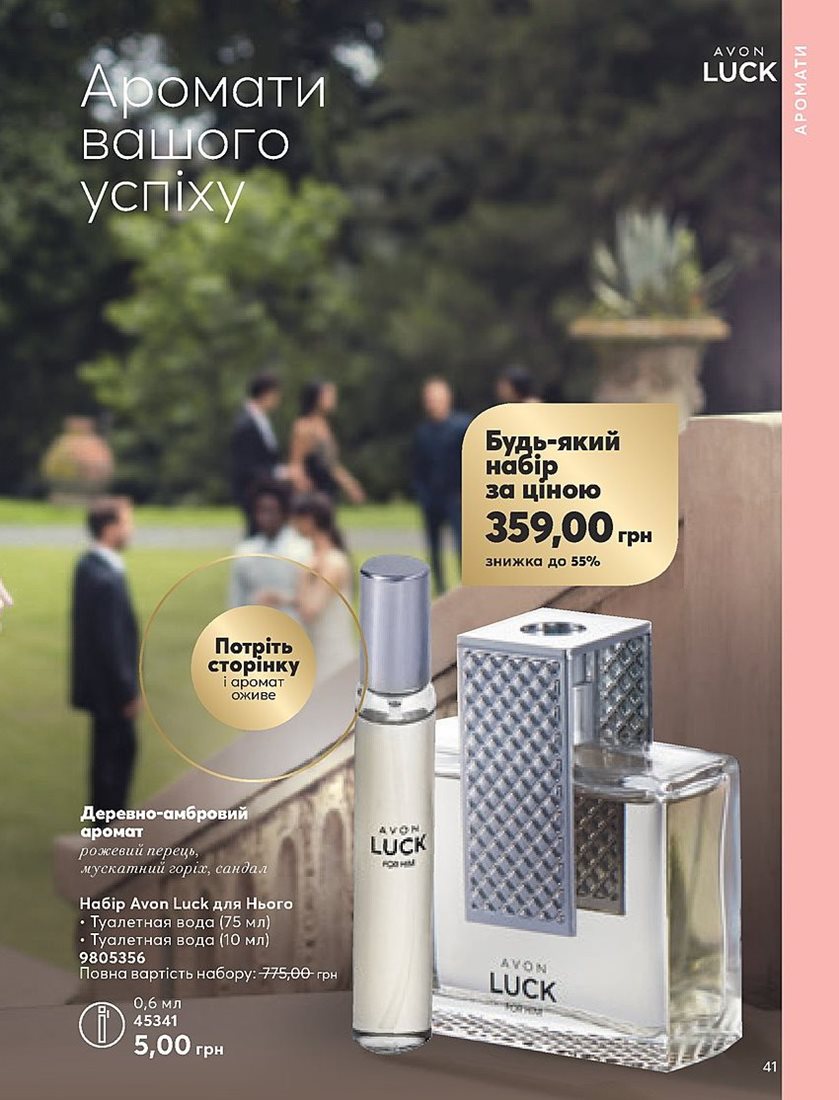 Аромати
вашого
успіху
AVON
LUCK
АРОМАТИ
Будь-який
набір
за ціною
359,00 грн
знижка до 55%
Потріть
сторінку
і аромат
оживе
AVON
LUCK
FOR HIM
AVON
LUCK
FOR HIM
Деревно-амбровий
аромат
рожевий перець,
мускатний горіх, сандал
Набір Avon Luck для Нього
• Туалетна вода (75 мл)
• Туалетна вода (10 мл)
9805356
Повна вартість набору: 775,00 грн
0,6 мл
45341
5,00 грн
41